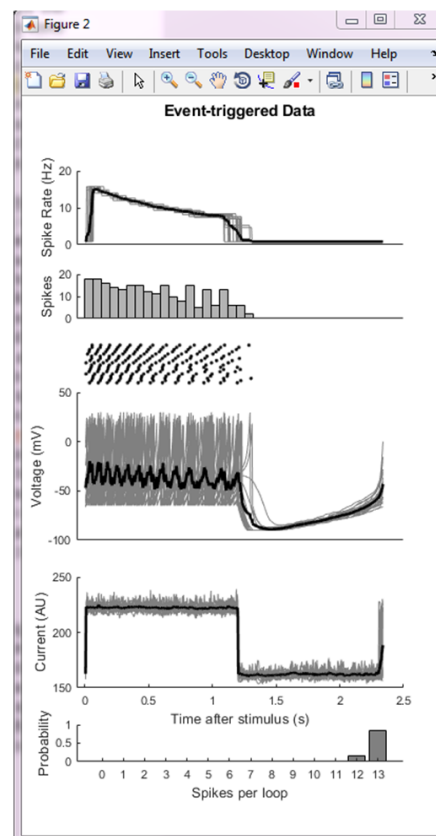 Figure 2
File Edit View Insert Tools Desktop Window Help
Event-triggered Data
Spike Rate (Hz)
20
10
0
Spikes
20
10
0
Voltage (mV)
50
0
-50
-100
Current (AU)
250
200
150
0 0.5 1 1.5 2 2.5
Time after stimulus (s)
Probability
1
0.5
0
0 1 2 3 4 5 6 7 8 9 10 11 12 13
Spikes per loop